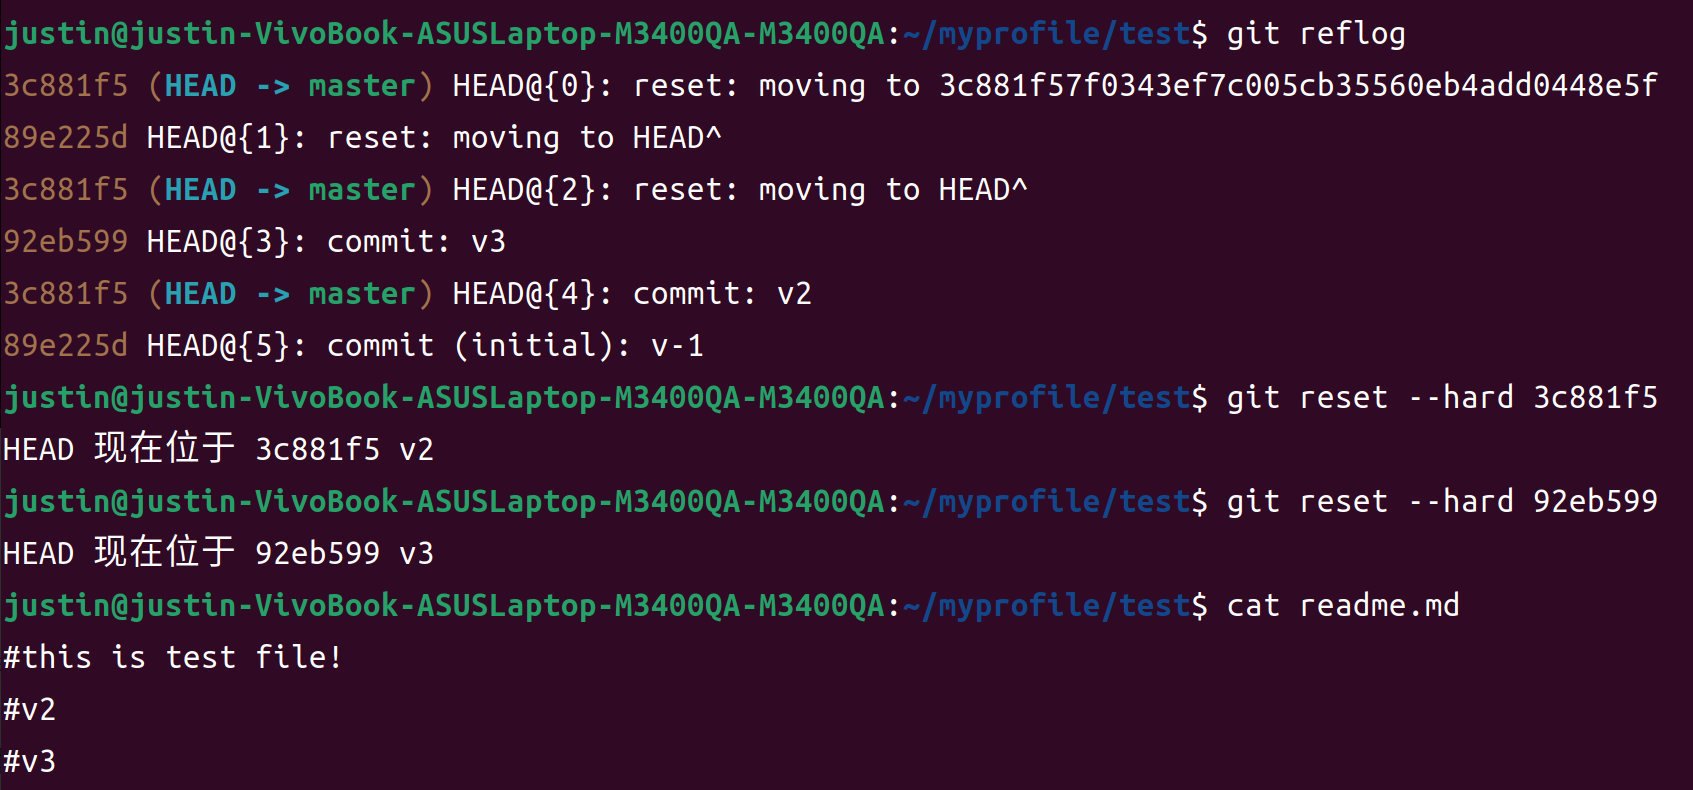 justin@justin-VivoBook-ASUSLaptop-M3400QA-M3400QA:~/myprofile/test$ git reflog
3c881f5 (HEAD -> master) HEAD@{0}: reset: moving to 3c881f57f0343ef7c005cb35560eb4add0448e5f
89e225d HEAD@{1}: reset: moving to HEAD^
3c881f5 (HEAD -> master) HEAD@{2}: reset: moving to HEAD^
92eb599 HEAD@{3}: commit: v3
3c881f5 (HEAD -> master) HEAD@{4}: commit: v2
89e225d HEAD@{5}: commit (initial): v-1
justin@justin-VivoBook-ASUSLaptop-M3400QA-M3400QA:~/myprofile/test$ git reset --hard 3c881f5
HEAD 现在位于 3c881f5 v2
justin@justin-VivoBook-ASUSLaptop-M3400QA-M3400QA:~/myprofile/test$ git reset --hard 92eb599
HEAD 现在位于 92eb599 v3
justin@justin-VivoBook-ASUSLaptop-M3400QA-M3400QA:~/myprofile/test$ cat readme.md
#this is test file!
#v2
#v3